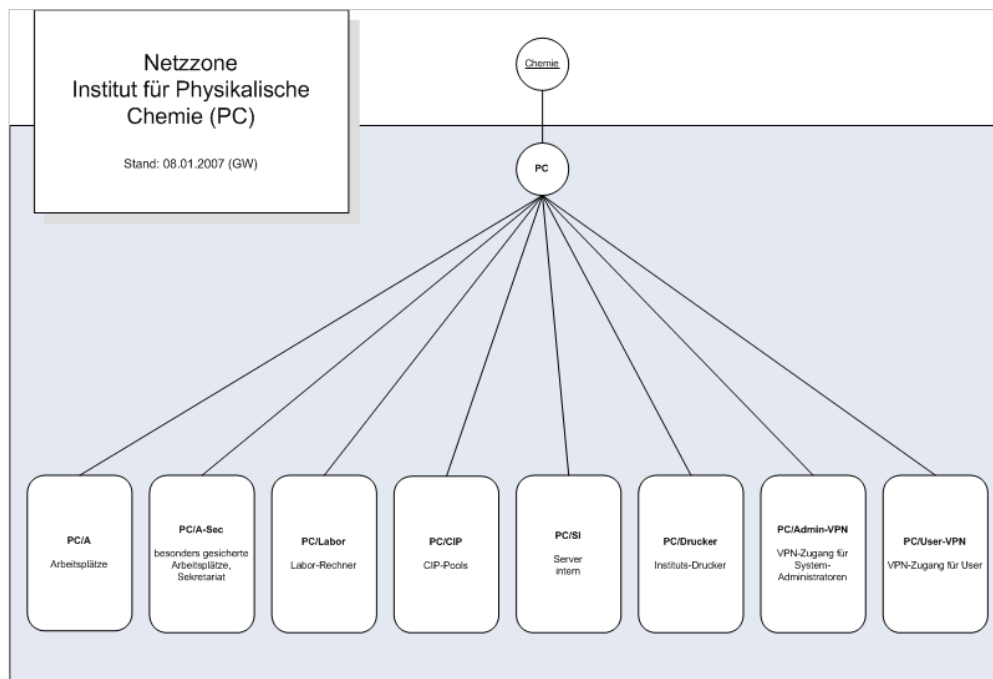 Netzzone
Institut für Physikalische
Chemie (PC)
Stand: 08.01.2007 (GW)
Chemie
PC
PC/A
Arbeitsplätze
PC/A-Sec
besonders gesicherte
Arbeitsplätze,
Sekretariat
PC/Labor
Labor-Rechner
PC/CIP
CIP-Pools
PC/SI
Server
intern
PC/Drucker
Instituts-Drucker
PC/Admin-VPN
VPN-Zugang für
System-
Administratoren
PC/User-VPN
VPN-Zugang für User